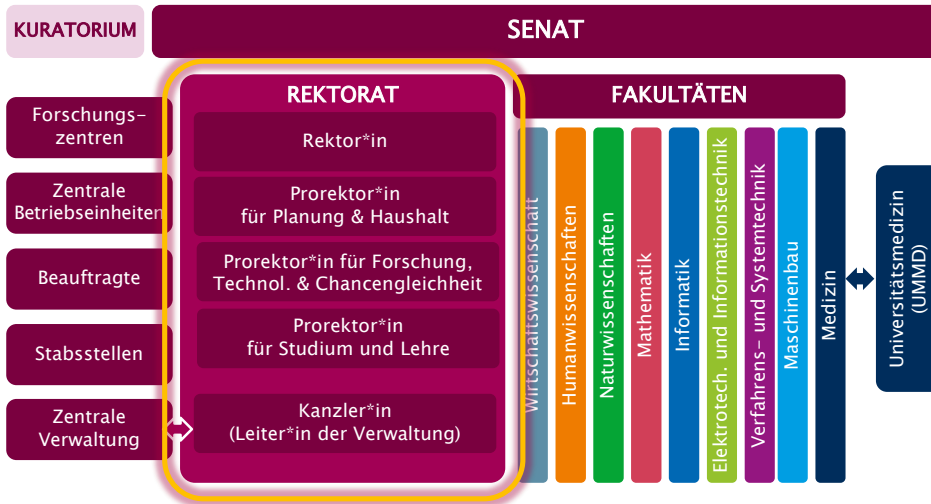 KURATORIUM
SENAT
Forschungs-
zentren
Zentrale
Betriebseinheiten
Beauftragte
Stabsstellen
Zentrale
Verwaltung
REKTORAT
Rektor*in
Prorektor*in
für Planung & Haushalt
Prorektor*in für Forschung,
Technol. & Chancengleichheit
Prorektor*in
für Studium und Lehre
Kanzler*in
(Leiter*in der Verwaltung)
FAKULTÄTEN
Wirtschaftswissenschaft
Humanwissenschaften
Naturwissenschaften
Mathematik
Informatik
Elektrotech. und Informationstechnik
Verfahrens- und Systemtechnik
Maschinenbau
Medizin
Universitätsmedizin
(UMMD)